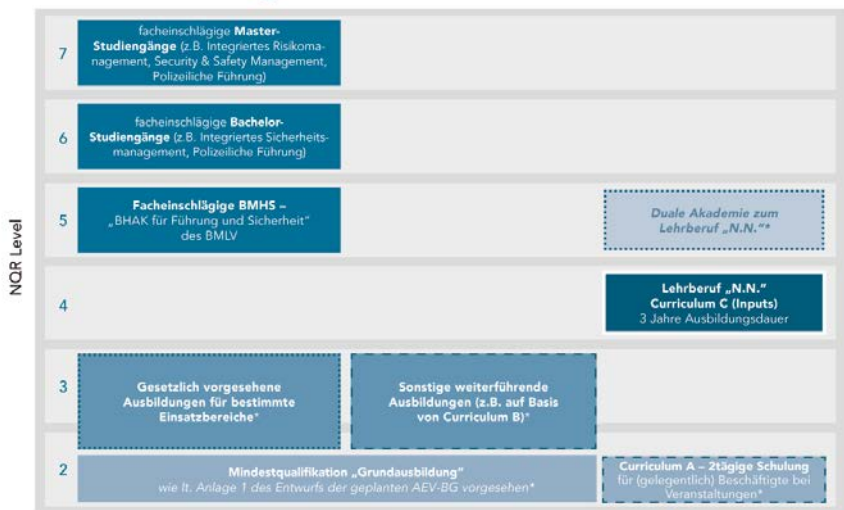 facheinschlägige Master-
Studiengänge (z.B. Integriertes Risikoma-
nagement, Security & Safety Management,
Polizeiliche Führung)
7
facheinschlägige Bachelor-
Studiengänge (z.B. Integriertes Sicherheits-
management, Polizeiliche Führung)
6
Facheinschlägige BMHS –
„BHAK für Führung und Sicherheit"
des BMLV
5
Duale Akademie zum
Lehrberuf „N.N."*
NQR Level
4
Lehrberuf „N.N."
Curriculum C (Inputs)
3 Jahre Ausbildungsdauer
3
Gesetzlich vorgesehene
Ausbildungen für bestimmte
Einsatzbereiche*
Sonstige weiterführende
Ausbildungen (z.B. auf Basis
von Curriculum B)*
2
Mindestqualifikation „Grundausbildung"
wie lt. Anlage 1 des Entwurfs der geplanten AEV-BG vorgesehen*
Curriculum A – 2tägige Schulung
für (gelegentlich) Beschäftigte bei
Veranstaltungen*